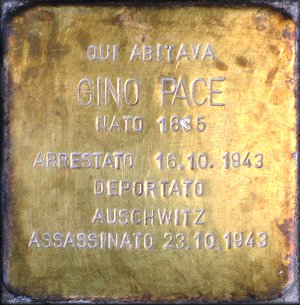 QUI ABITAVA
GINO PACE
NATO 1885
ARRESTATO 16.10.1943
DEPORTATO
AUSCHWITZ
ASSASSINATO 23.10.1943